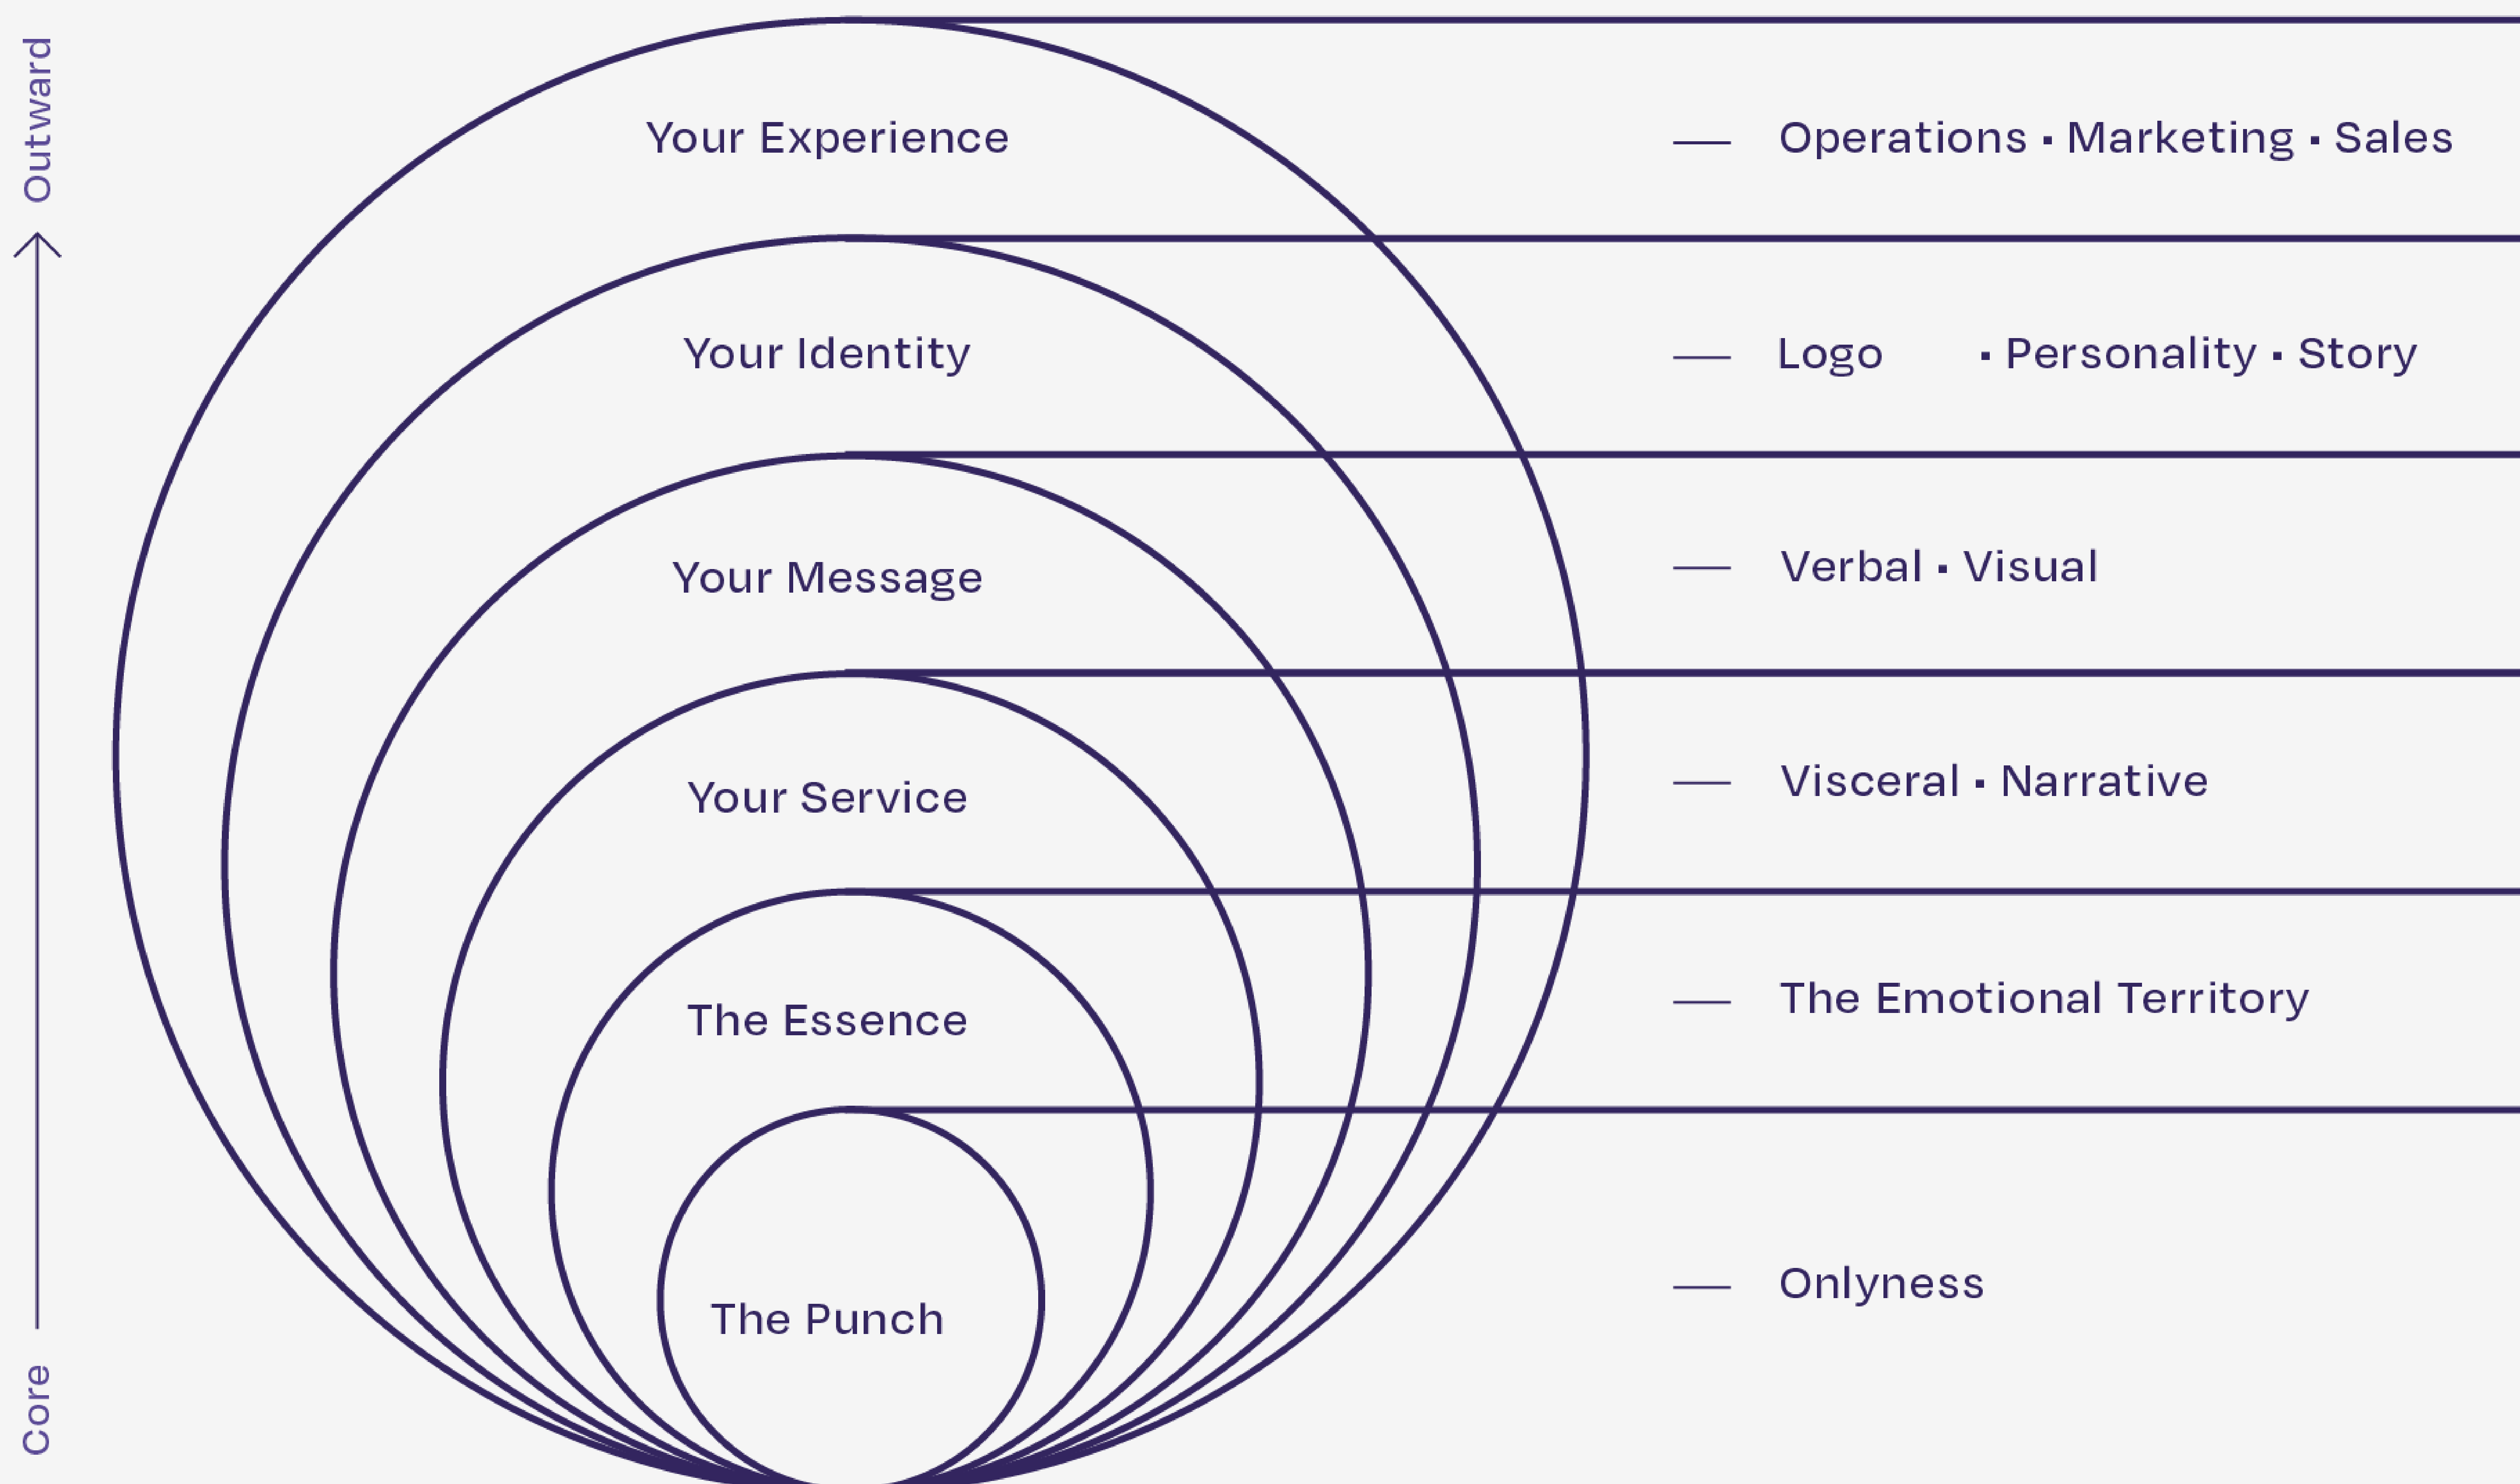 Outward
Your Experience
Operations ▪ Marketing ▪ Sales
Your Identity
Logo ▪ Personality ▪ Story
Your Message
Verbal ▪ Visual
Your Service
Visceral ▪ Narrative
The Essence
The Emotional Territory
The Punch
Onlyness
Core